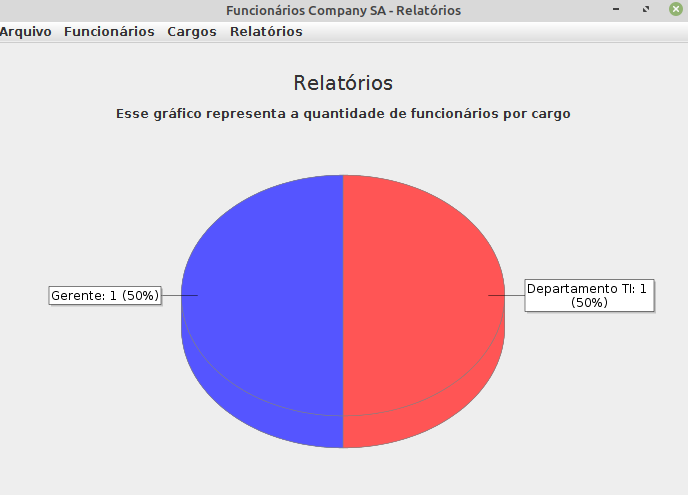 Funcionários Company SA - Relatórios
Arquivo Funcionários Cargos Relatórios
Relatórios
Esse gráfico representa a quantidade de funcionários por cargo
Gerente: 1 (50%)
Departamento TI: 1
(50%)